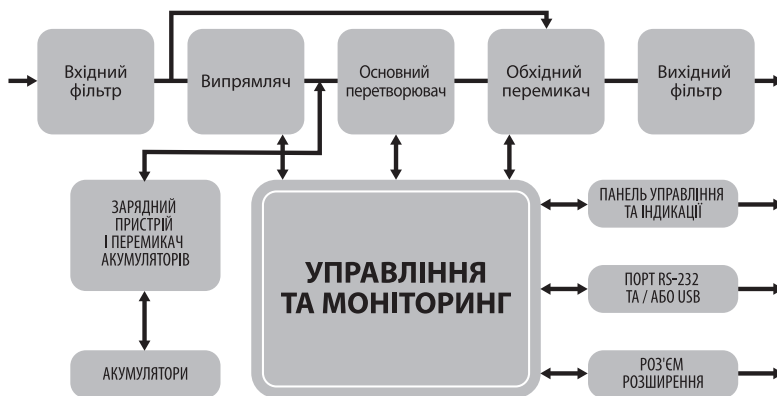 Вхідний
фільтр
Випрямляч
Основний
перетворювач
Обхідний
перемикач
Вихідний
фільтр
ЗАРЯДНИЙ
ПРИСТРІЙ
І ПЕРЕМИКАЧ
АКУМУЛЯТОРІВ
АКУМУЛЯТОРИ
УПРАВЛІННЯ
ТА МОНІТОРИНГ
ПАНЕЛЬ УПРАВЛІННЯ
ТА ІНДИКАЦІЇ
ПОРТ RS-232
ТА / АБО USB
РОЗ'ЄМ
РОЗШИРЕННЯ